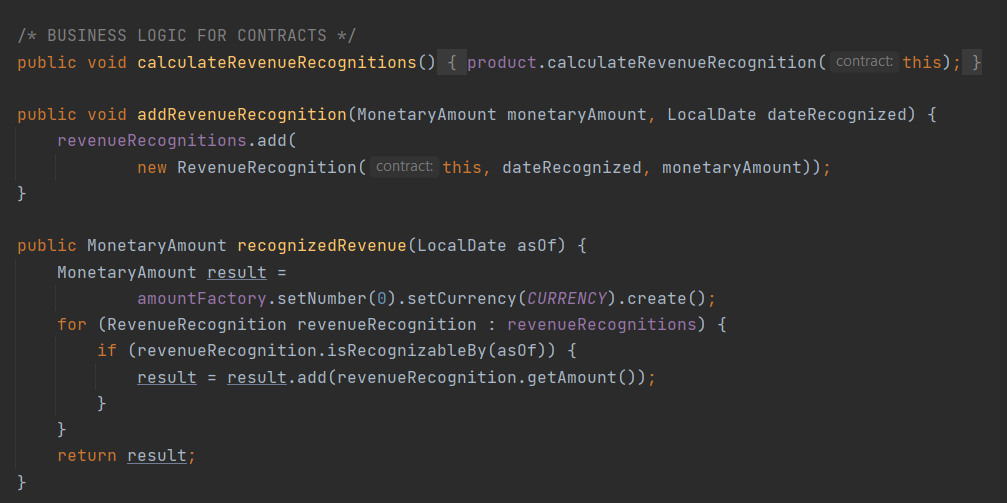 /* BUSINESS LOGIC FOR CONTRACTS */
public void calculateRevenueRecognitions() { product.calculateRevenueRecognition( contract: this); }
public void addRevenueRecognition(MonetaryAmount monetaryAmount, LocalDate dateRecognized) {
revenueRecognitions.add(
new RevenueRecognition( contract: this, dateRecognized, monetaryAmount));
}
public MonetaryAmount recognizedRevenue(LocalDate asOf) {
MonetaryAmount result =
amountFactory.setNumber(0).setCurrency(CURRENCY).create();
for (RevenueRecognition revenueRecognition : revenueRecognitions) {
if (revenueRecognition.isRecognizableBy(asOf)) {
result = result.add(revenueRecognition.getAmount());
}
}
return result;
}